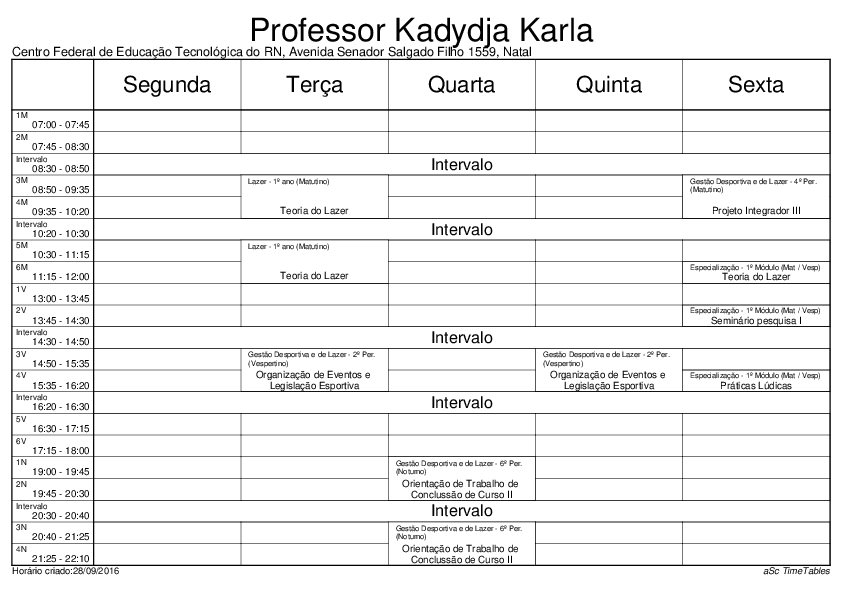 Professor Kadydja Karla
Centro Federal de Educação Tecnológica do RN, Avenida Senador Salgado Filho 1559, Natal
Segunda Terça Quarta Quinta Sexta
1M
07:00 - 07:45
2M
07:45 - 08:30
Intervalo
08:30 - 08:50
Intervalo
3M
08:50 - 09:35
Lazer - 1º ano (Matutino)
Gestão Desportiva e de Lazer - 4º Per.
(Matutino)
4M
09:35 - 10:20
Teoria do Lazer
Projeto Integrador III
Intervalo
10:20 - 10:30
Intervalo
5M
10:30 - 11:15
Lazer - 1º ano (Matutino)
6M
11:15 - 12:00
Teoria do Lazer
Especialização - 1º Módulo (Mat / Vesp)
Teoria do Lazer
1V
13:00 - 13:45
2V
13:45 - 14:30
Especialização - 1º Módulo (Mat / Vesp)
Seminário pesquisa I
Intervalo
14:30 - 14:50
Intervalo
3V
14:50 - 15:35
Gestão Desportiva e de Lazer - 2º Per.
(Vespertino)
Gestão Desportiva e de Lazer - 2º Per.
(Vespertino)
4V
15:35 - 16:20
Organização de Eventos e
Legislação Esportiva
Organização de Eventos e
Legislação Esportiva
Especialização - 1º Módulo (Mat / Vesp)
Práticas Lúdicas
Intervalo
16:20 - 16:30
Intervalo
5V
16:30 - 17:15
6V
17:15 - 18:00
1N
19:00 - 19:45
Gestão Desportiva e de Lazer - 6º Per.
(Noturno)
2N
19:45 - 20:30
Orientação de Trabalho de
Conclussão de Curso II
Intervalo
20:30 - 20:40
Intervalo
3N
20:40 - 21:25
Gestão Desportiva e de Lazer - 6º Per.
(Noturno)
4N
21:25 - 22:10
Orientação de Trabalho de
Conclussão de Curso II
Horário criado:28/09/2016
aSc TimeTables